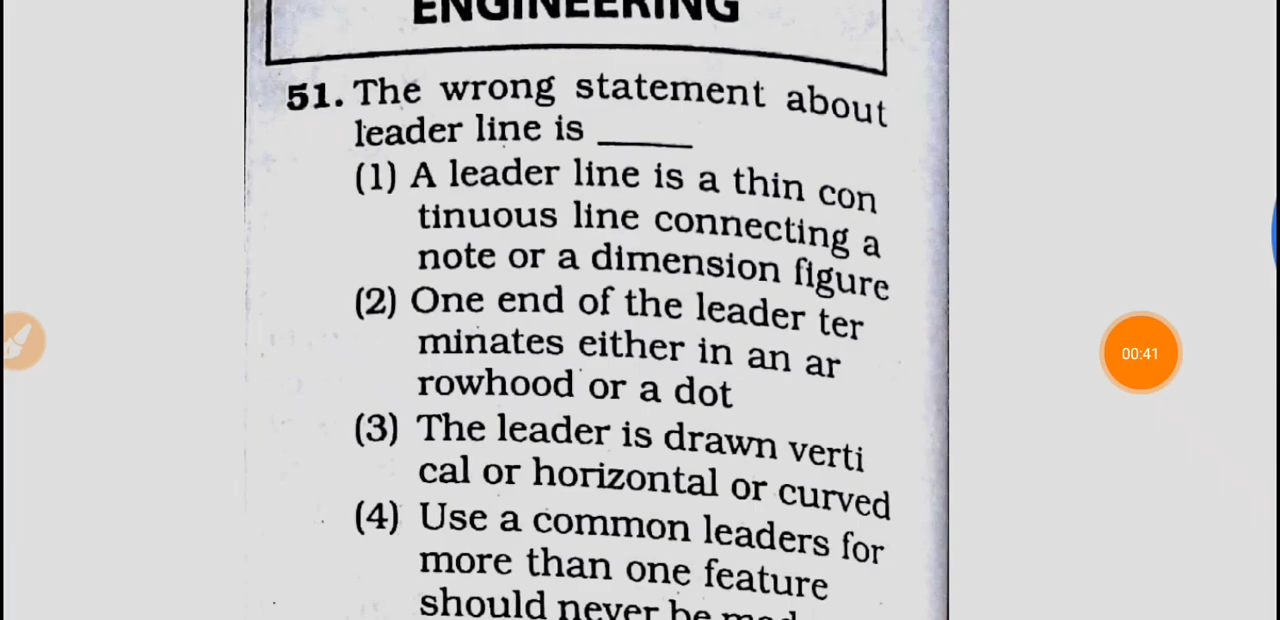 ENGINEERING
51. The wrong statement about
leader line is _____
(1) A leader line is a thin con
tinuous line connecting a
note or a dimension figure
(2) One end of the leader ter
minates either in an ar
rowhood or a dot
(3) The leader is drawn verti
cal or horizontal or curved
(4) Use a common leaders for
more than one feature
should never be
00:41